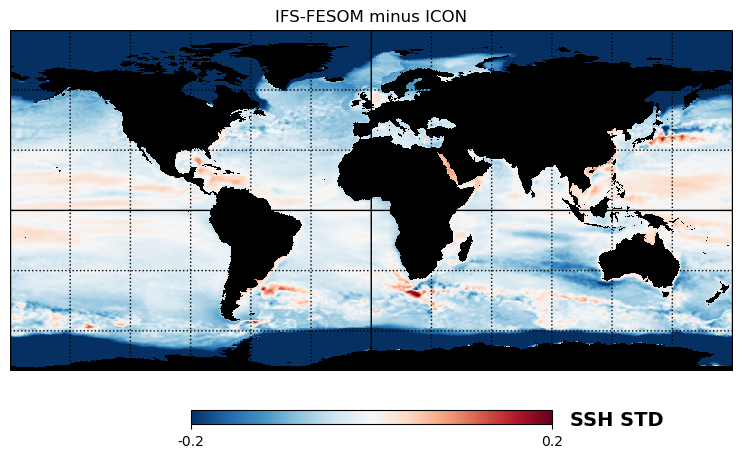 IFS-FESOM minus ICON
SSH STD
-0.2
0.2